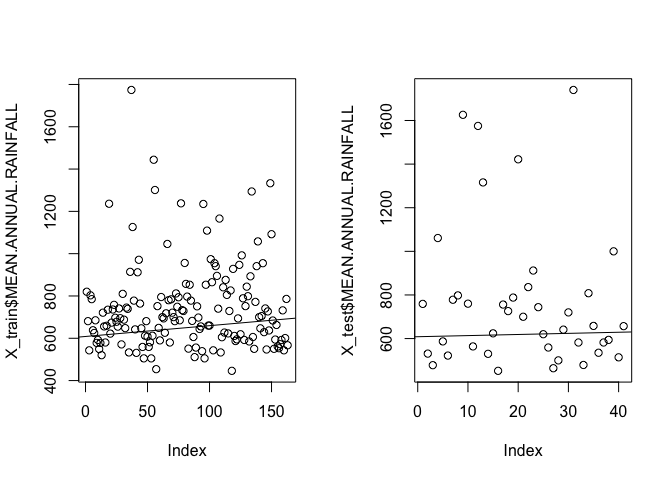 X_train$MEAN.ANNUAL.RAINFALL
400 600 800 1200 1600
0 50 100 150
Index
X_test$MEAN.ANNUAL.RAINFALL
600 800 1200 1600
0 10 20 30 40
Index